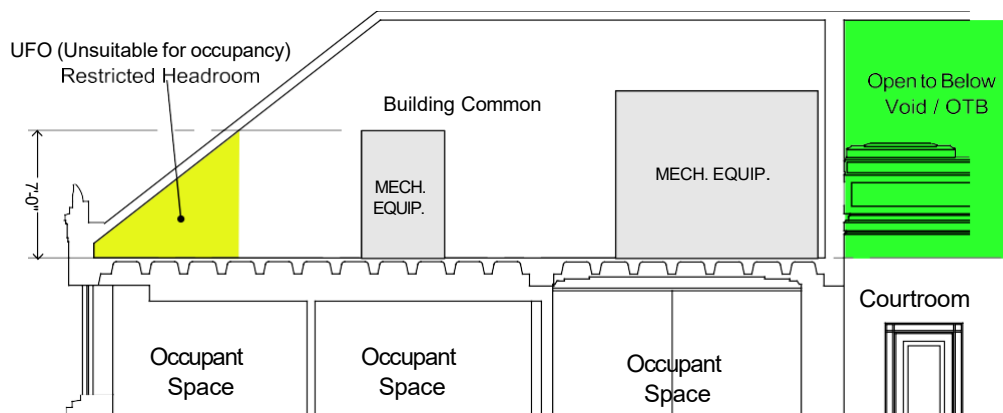 UFO (Unsuitable for occupancy)
Restricted Headroom
Building Common
Open to Below
Void / OTB
7'-0"
MECH.
EQUIP.
MECH. EQUIP.
Courtroom
Occupant
Space
Occupant
Space
Occupant
Space